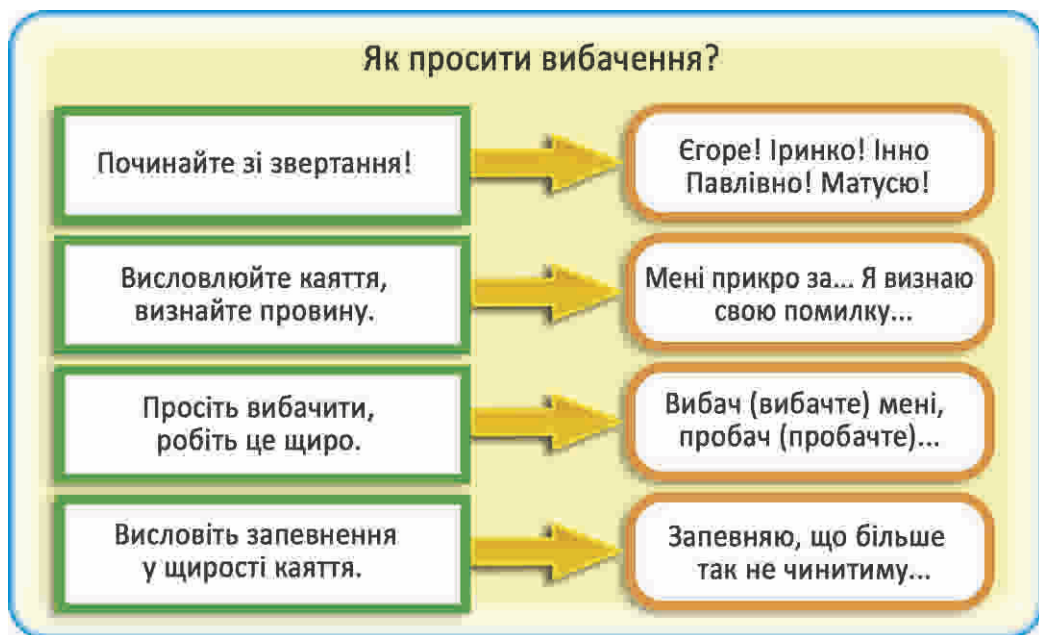 Як просити вибачення?
Починайте зі звертання!
Єгоре! Іринко! Інно
Павлівно! Матусю!
Висловлюйте каяття,
визнайте провину.
Мені прикро за... Я визнаю
свою помилку...
Просіть вибачити,
робіть це щиро.
Вибач (вибачте) мені,
пробач (пробачте)...
Висловіть запевнення
у щирості каяття.
Запевняю, що більше
так не чинитиму...